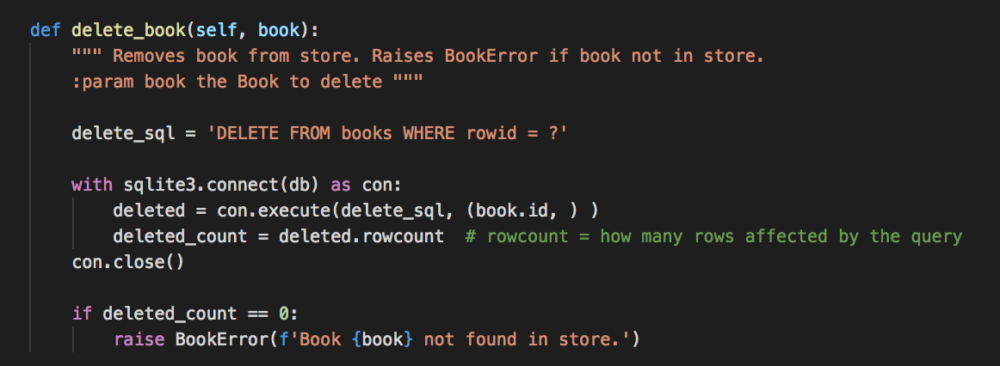 def delete_book(self, book):
""" Removes book from store. Raises BookError if book not in store.
:param book the Book to delete """
delete_sql = 'DELETE FROM books WHERE rowid = ?'
with sqlite3.connect(db) as con:
deleted = con.execute(delete_sql, (book.id, ) )
deleted_count = deleted.rowcount  # rowcount = how many rows affected by the query
con.close()
if deleted_count == 0:
raise BookError(f'Book {book} not found in store.')